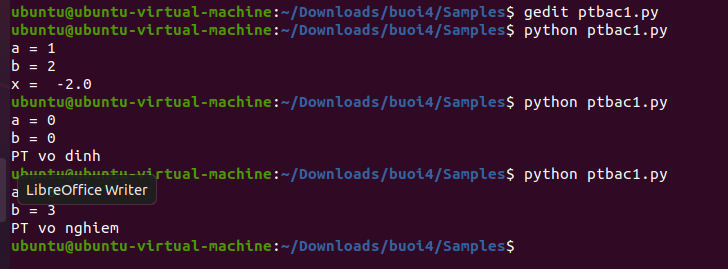 ubuntu@ubuntu-virtual-machine:~/Downloads/buoi4/Samples$ gedit ptbac1.py
ubuntu@ubuntu-virtual-machine:~/Downloads/buoi4/Samples$ python ptbac1.py
a = 1
b = 2
x =  -2.0
ubuntu@ubuntu-virtual-machine:~/Downloads/buoi4/Samples$ python ptbac1.py
a = 0
b = 0
PT vo dinh
ubuntu@ubuntu-virtual-machine:~/Downloads/buoi4/Samples$ python ptbac1.py
a
LibreOffice Writer
b = 3
PT vo nghiem
ubuntu@ubuntu-virtual-machine:~/Downloads/buoi4/Samples$